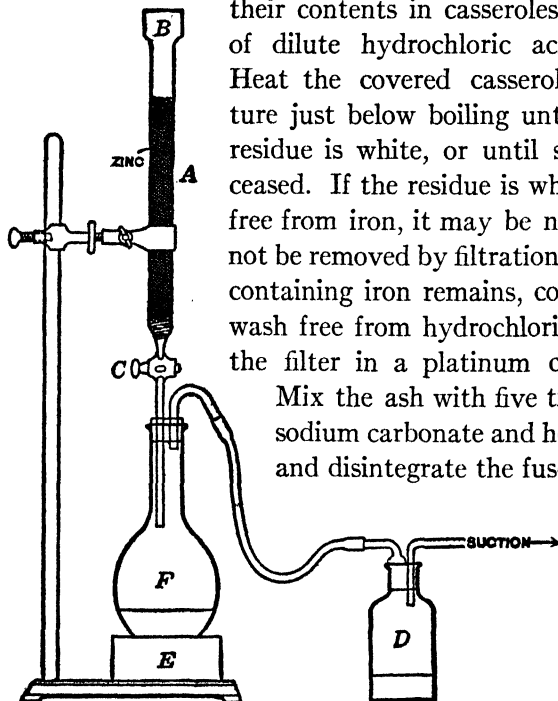 their contents in casseroles
of dilute hydrochloric ac
Heat the covered casserol
ture just below boiling unt
residue is white, or until s
ceased. If the residue is wh
free from iron, it may be n
not be removed by filtration
containing iron remains, co
wash free from hydrochlori
the filter in a platinum c
Mix the ash with five t
sodium carbonate and h
and disintegrate the fus
B
ZINC
A
C
F
E
SUCTION
D